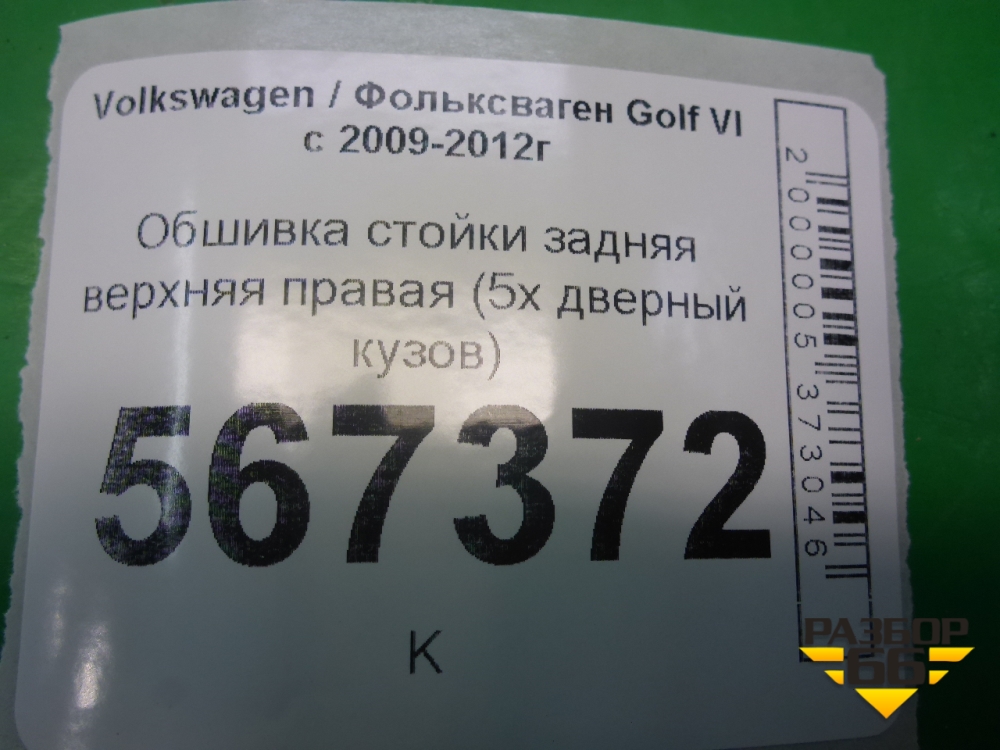 Volkswagen / Фольксваген Golf VI
с 2009-2012г
Обшивка стойки задняя
верхняя правая (5х дверный
кузов)
567372
К
2000005373046
РАЗБОР
66